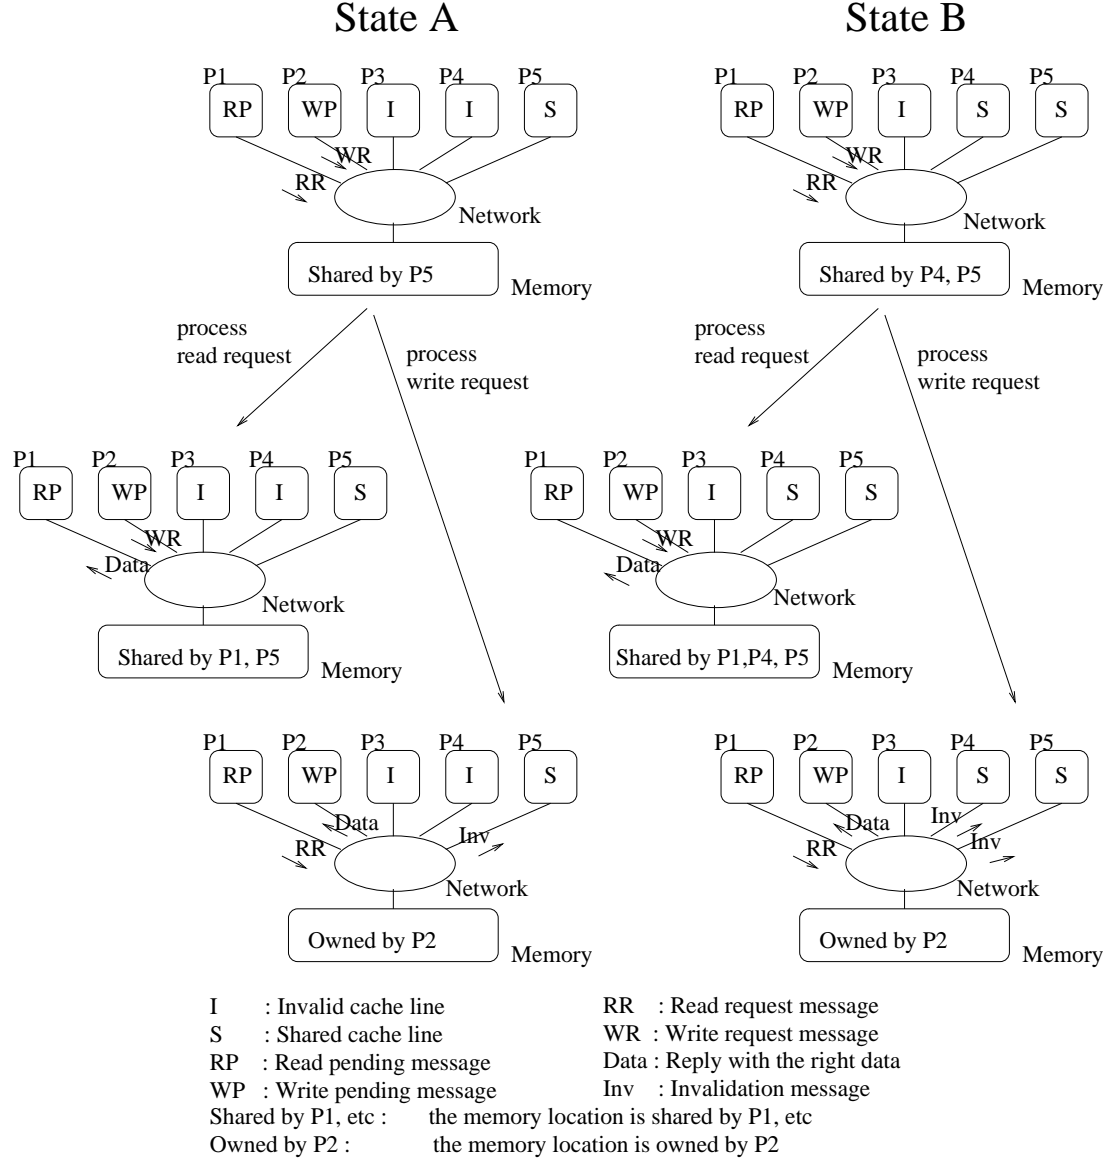 State A State B
P1 P2 P3 P4 P5 P1 P2 P3 P4 P5
RP WP I I S RP WP I S S
WR WR
RR RR
Network Network
Shared by P5 Shared by P4, P5
Memory Memory
process process
read request read request
process process
write request write request
P1 P2 P3 P4 P5 P1 P2 P3 P4 P5
RP WP I I S RP WP I S S
WR WR
Data Data
Network Network
Shared by P1, P5 Shared by P1,P4, P5
Memory Memory
P1 P2 P3 P4 P5 P1 P2 P3 P4 P5
RP WP I I S RP WP I S S
Data Inv Data Inv
RR RR Inv
Network Network
Owned by P2 Owned by P2
Memory Memory
I : Invalid cache line RR : Read request message
S : Shared cache line WR : Write request message
RP : Read pending message Data : Reply with the right data
WP : Write pending message Inv : Invalidation message
Shared by P1, etc : the memory location is shared by P1, etc
Owned by P2 : the memory location is owned by P2